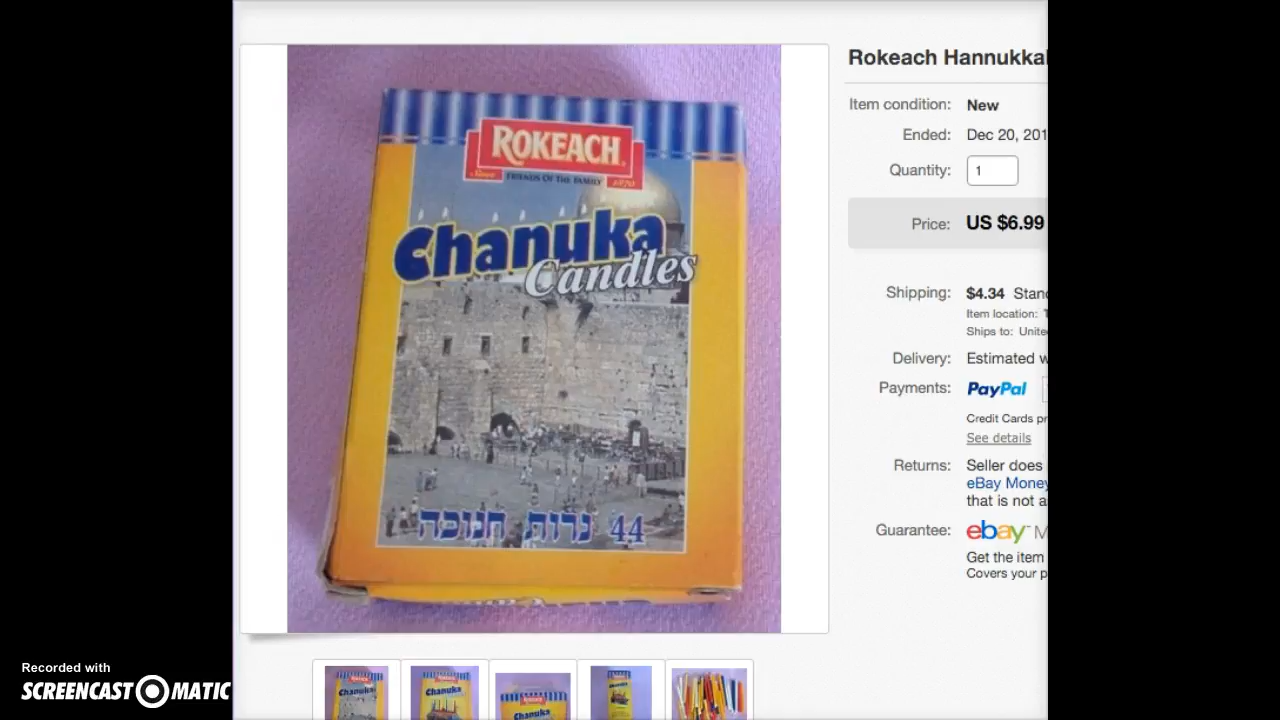 Rokeach Hannukka
Item condition: New
Ended: Dec 20, 201
Quantity: 1
Price: US $6.99
Shipping: $4.34 Stand
Item location:
Ships to: Unite
Delivery: Estimated w
Payments: PayPal
Credit Cards pr
See details
Returns: Seller does
eBay Money
that is not a
Guarantee: ebay M
Get the item
Covers your p
ROKEACH
Since FRIENDS OF THE FAMILY 1870
Chanuka
Candles
44 נרות חנוכה
Recorded with
SCREENCAST O MATIC